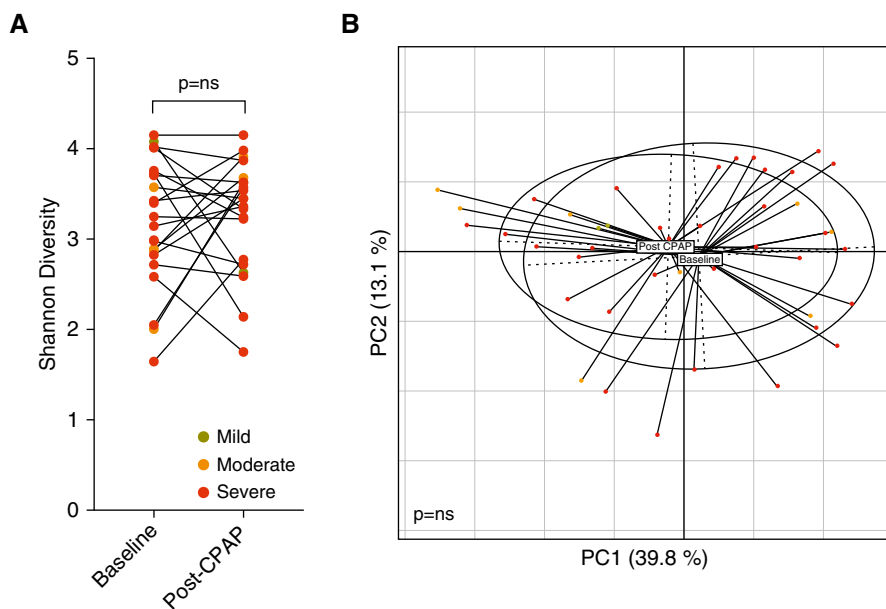 A
Shannon Diversity
5
4
3
2
1
0
p=ns
Mild
Moderate
Severe
Baseline
Post-CPAP
B
PC2 (13.1 %)
Post CPAP
Baseline
p=ns
PC1 (39.8 %)